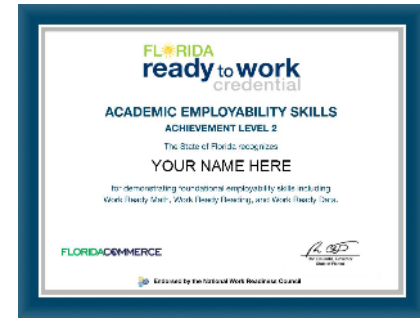 FLORIDA
ready to work
credential
ACADEMIC EMPLOYABILITY SKILLS
ACHIEVEMENT LEVEL 2
The State of Florida recognizes
YOUR NAME HERE
for demonstrating foundational employability skills including
Work Ready Math, Work Ready Reading, and Work Ready Data.
FLORIDACOMMERCE
Endorsed by the National Work Readiness Council